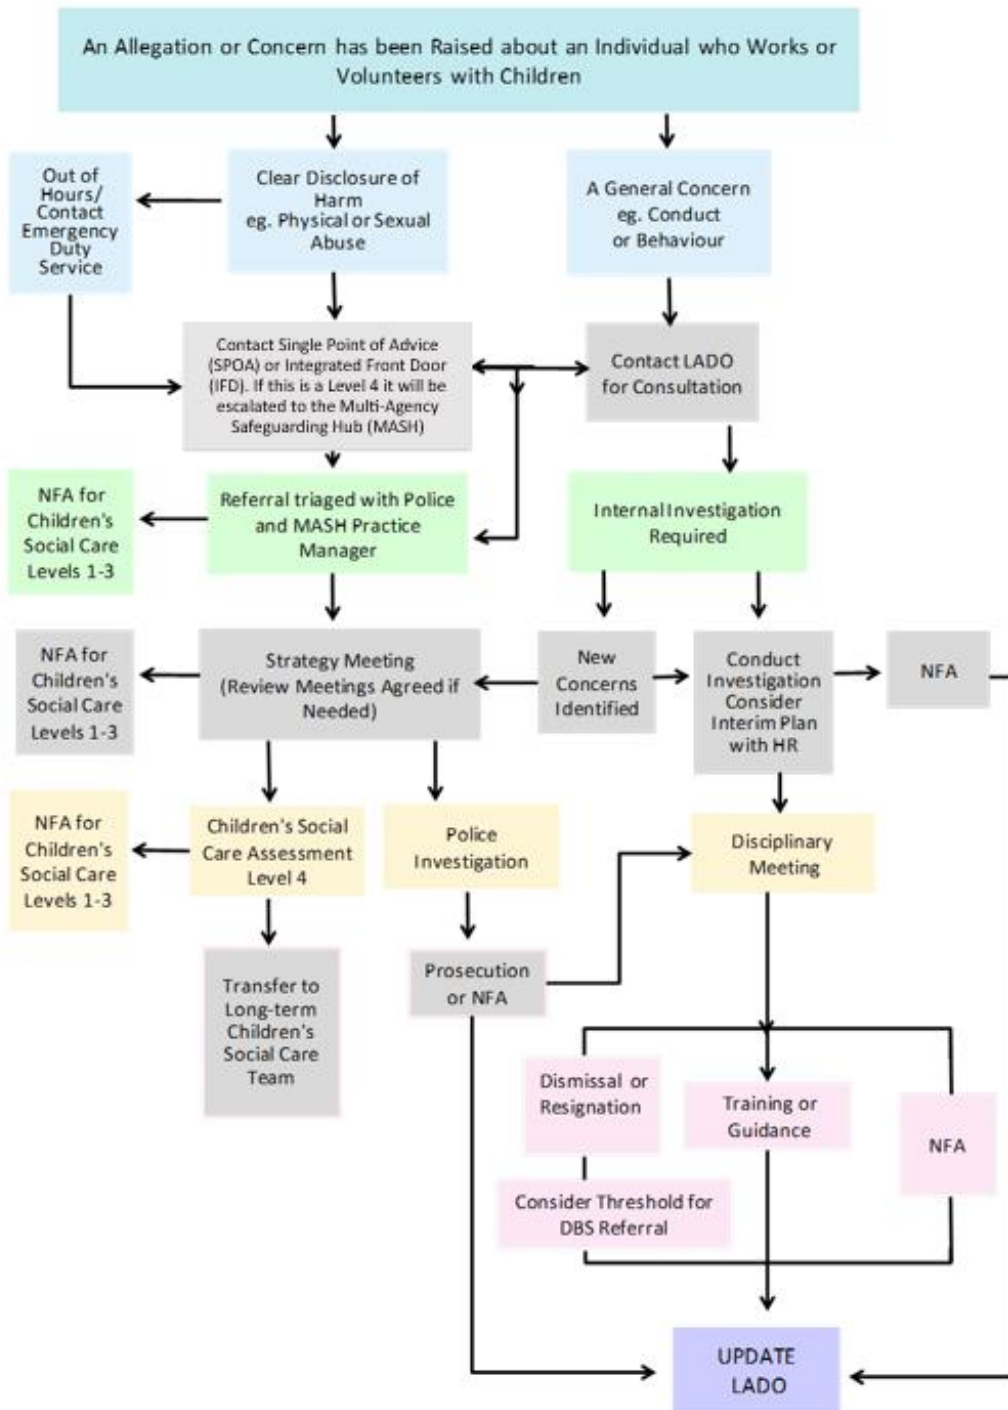 An Allegation or Concern has been Raised about an Individual who Works or
Volunteers with Children
Out of
Hours/
Contact
Emergency
Duty
Service
Clear Disclosure of
Harm
eg. Physical or Sexual
Abuse
A General Concern
eg. Conduct
or Behaviour
Contact Single Point of Advice
(SPOA) or Integrated Front Door
(IFD). If this is a Level 4 it will be
escalated to the Multi-Agency
Safeguarding Hub (MASH)
Contact LADO
for Consultation
NFA for
Children's
Social Care
Levels 1-3
Referral triaged with Police
and MASH Practice
Manager
Internal Investigation
Required
NFA for
Children's
Social Care
Levels 1-3
Strategy Meeting
(Review Meetings Agreed if
Needed)
New
Concerns
Identified
Conduct
Investigation
Consider
Interim Plan
with HR
NFA
NFA for
Children's
Social Care
Levels 1-3
Children's Social
Care Assessment
Level 4
Police
Investigation
Disciplinary
Meeting
Transfer to
Long-term
Children's
Social Care
Team
Prosecution
or NFA
Dismissal or
Resignation
Training or
Guidance
NFA
Consider Threshold for
DBS Referral
UPDATE
LADO